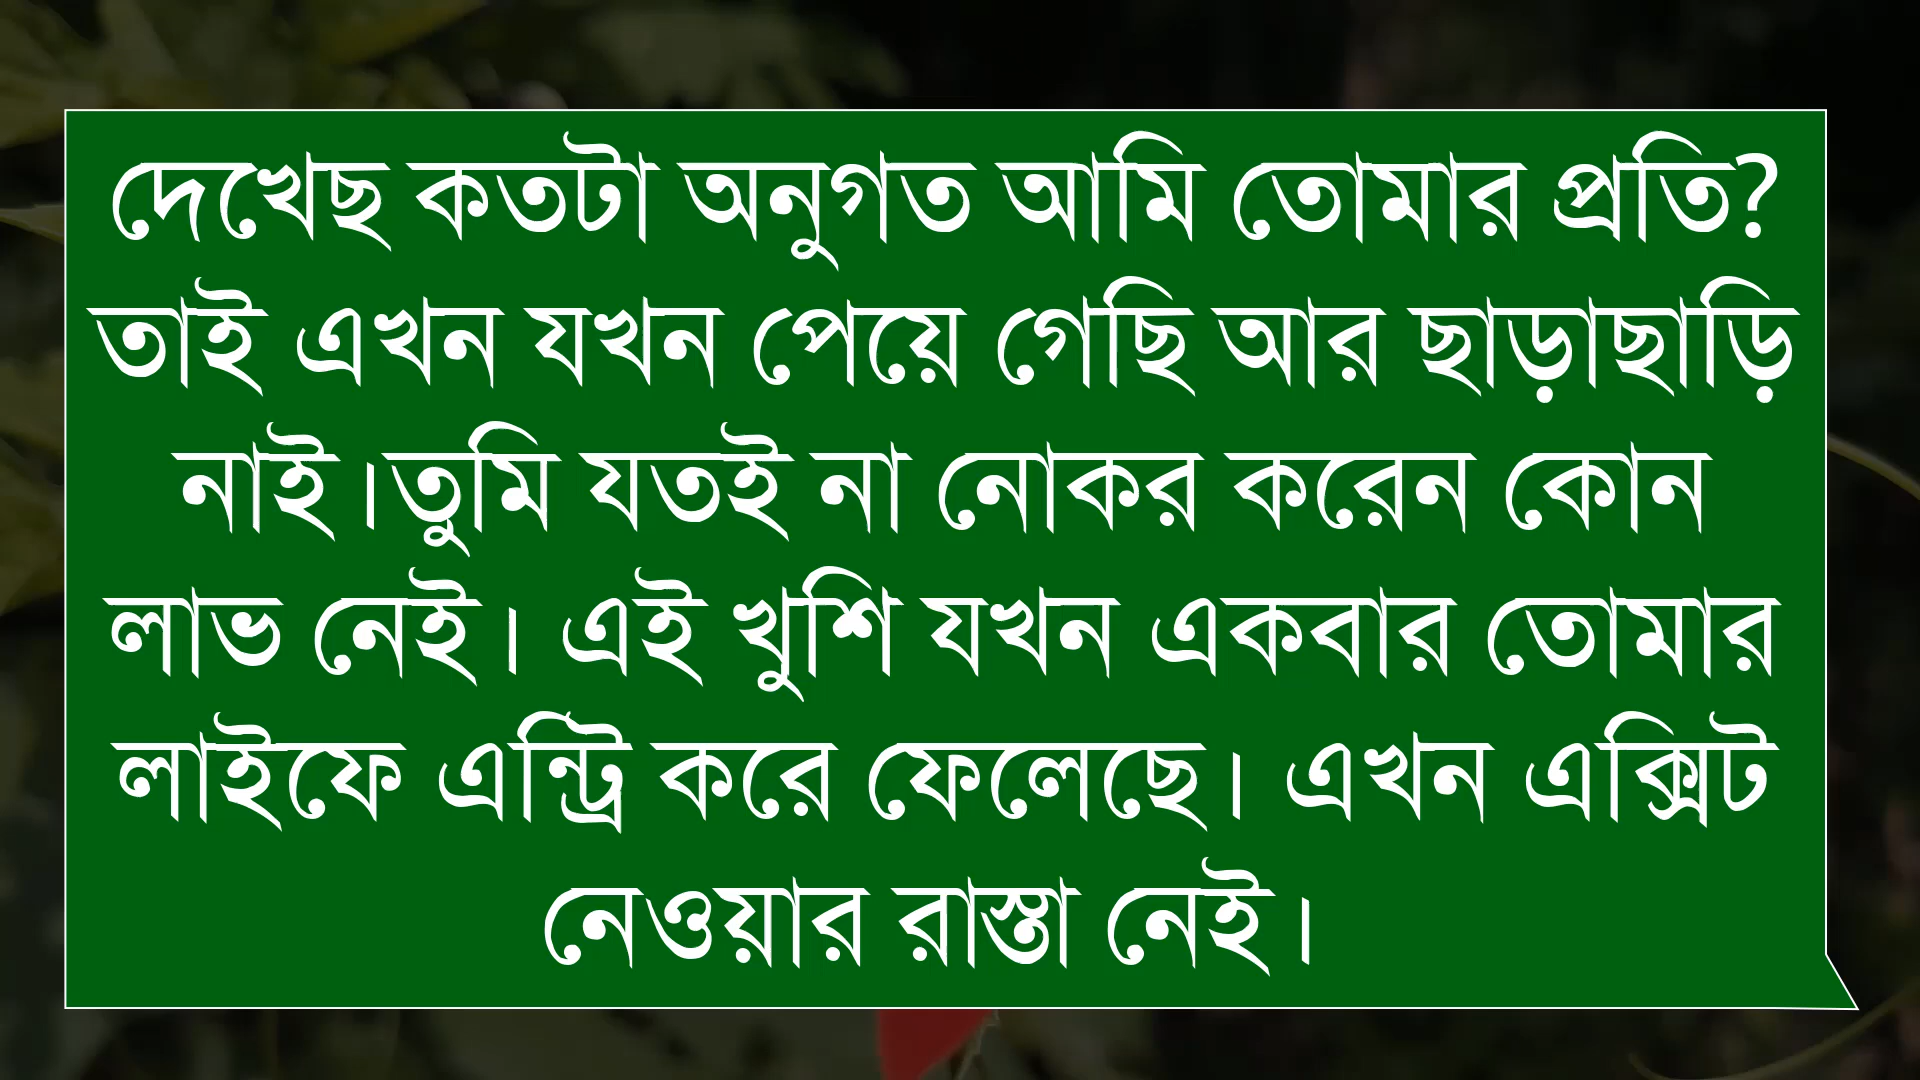 দেখেছ কতটা অনুগত আমি তোমার প্রতি?
তাই এখন যখন পেয়ে গেছি আর ছাড়াছাড়ি
নাই।তুমি যতই না নোকর করেন কোন
লাভ নেই। এই খুশি যখন একবার তোমার
লাইফে এন্ট্রি করে ফেলেছে। এখন এক্সিট
নেওয়ার রাস্তা নেই।